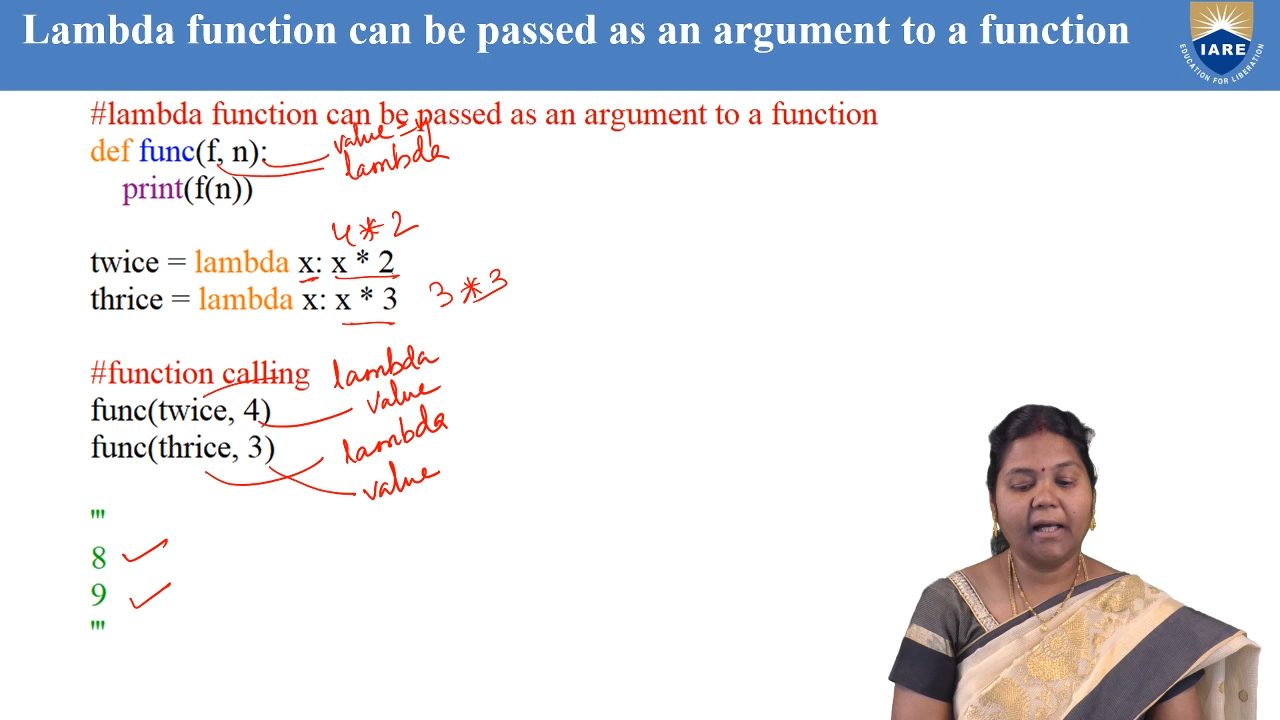 Lambda function can be passed as an argument to a function
IARE
EDUCATION FOR LIBERATION
#lambda function can be passed as an argument to a function
value = 4
def func(f, n):
lambda
print(f(n))
4 * 2
twice = lambda x: x * 2
thrice = lambda x: x * 3
3 * 3
#function calling
lambda
func(twice, 4)
value
func(thrice, 3)
lambda
value
'''
8
9
'''